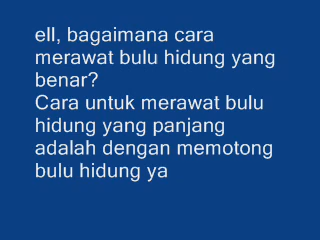 ell, bagaimana cara
merawat bulu hidung yang
benar?
Cara untuk merawat bulu
hidung yang panjang
adalah dengan memotong
bulu hidung ya